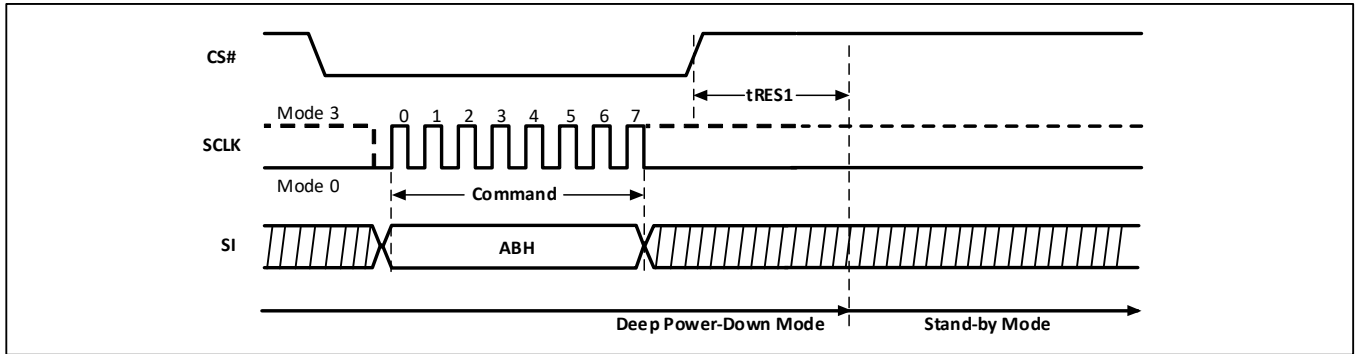 CS#
tRES1
Mode 3
0 1 2 3 4 5 6 7
SCLK
Mode 0
Command
SI
ABH
Deep Power-Down Mode
Stand-by Mode